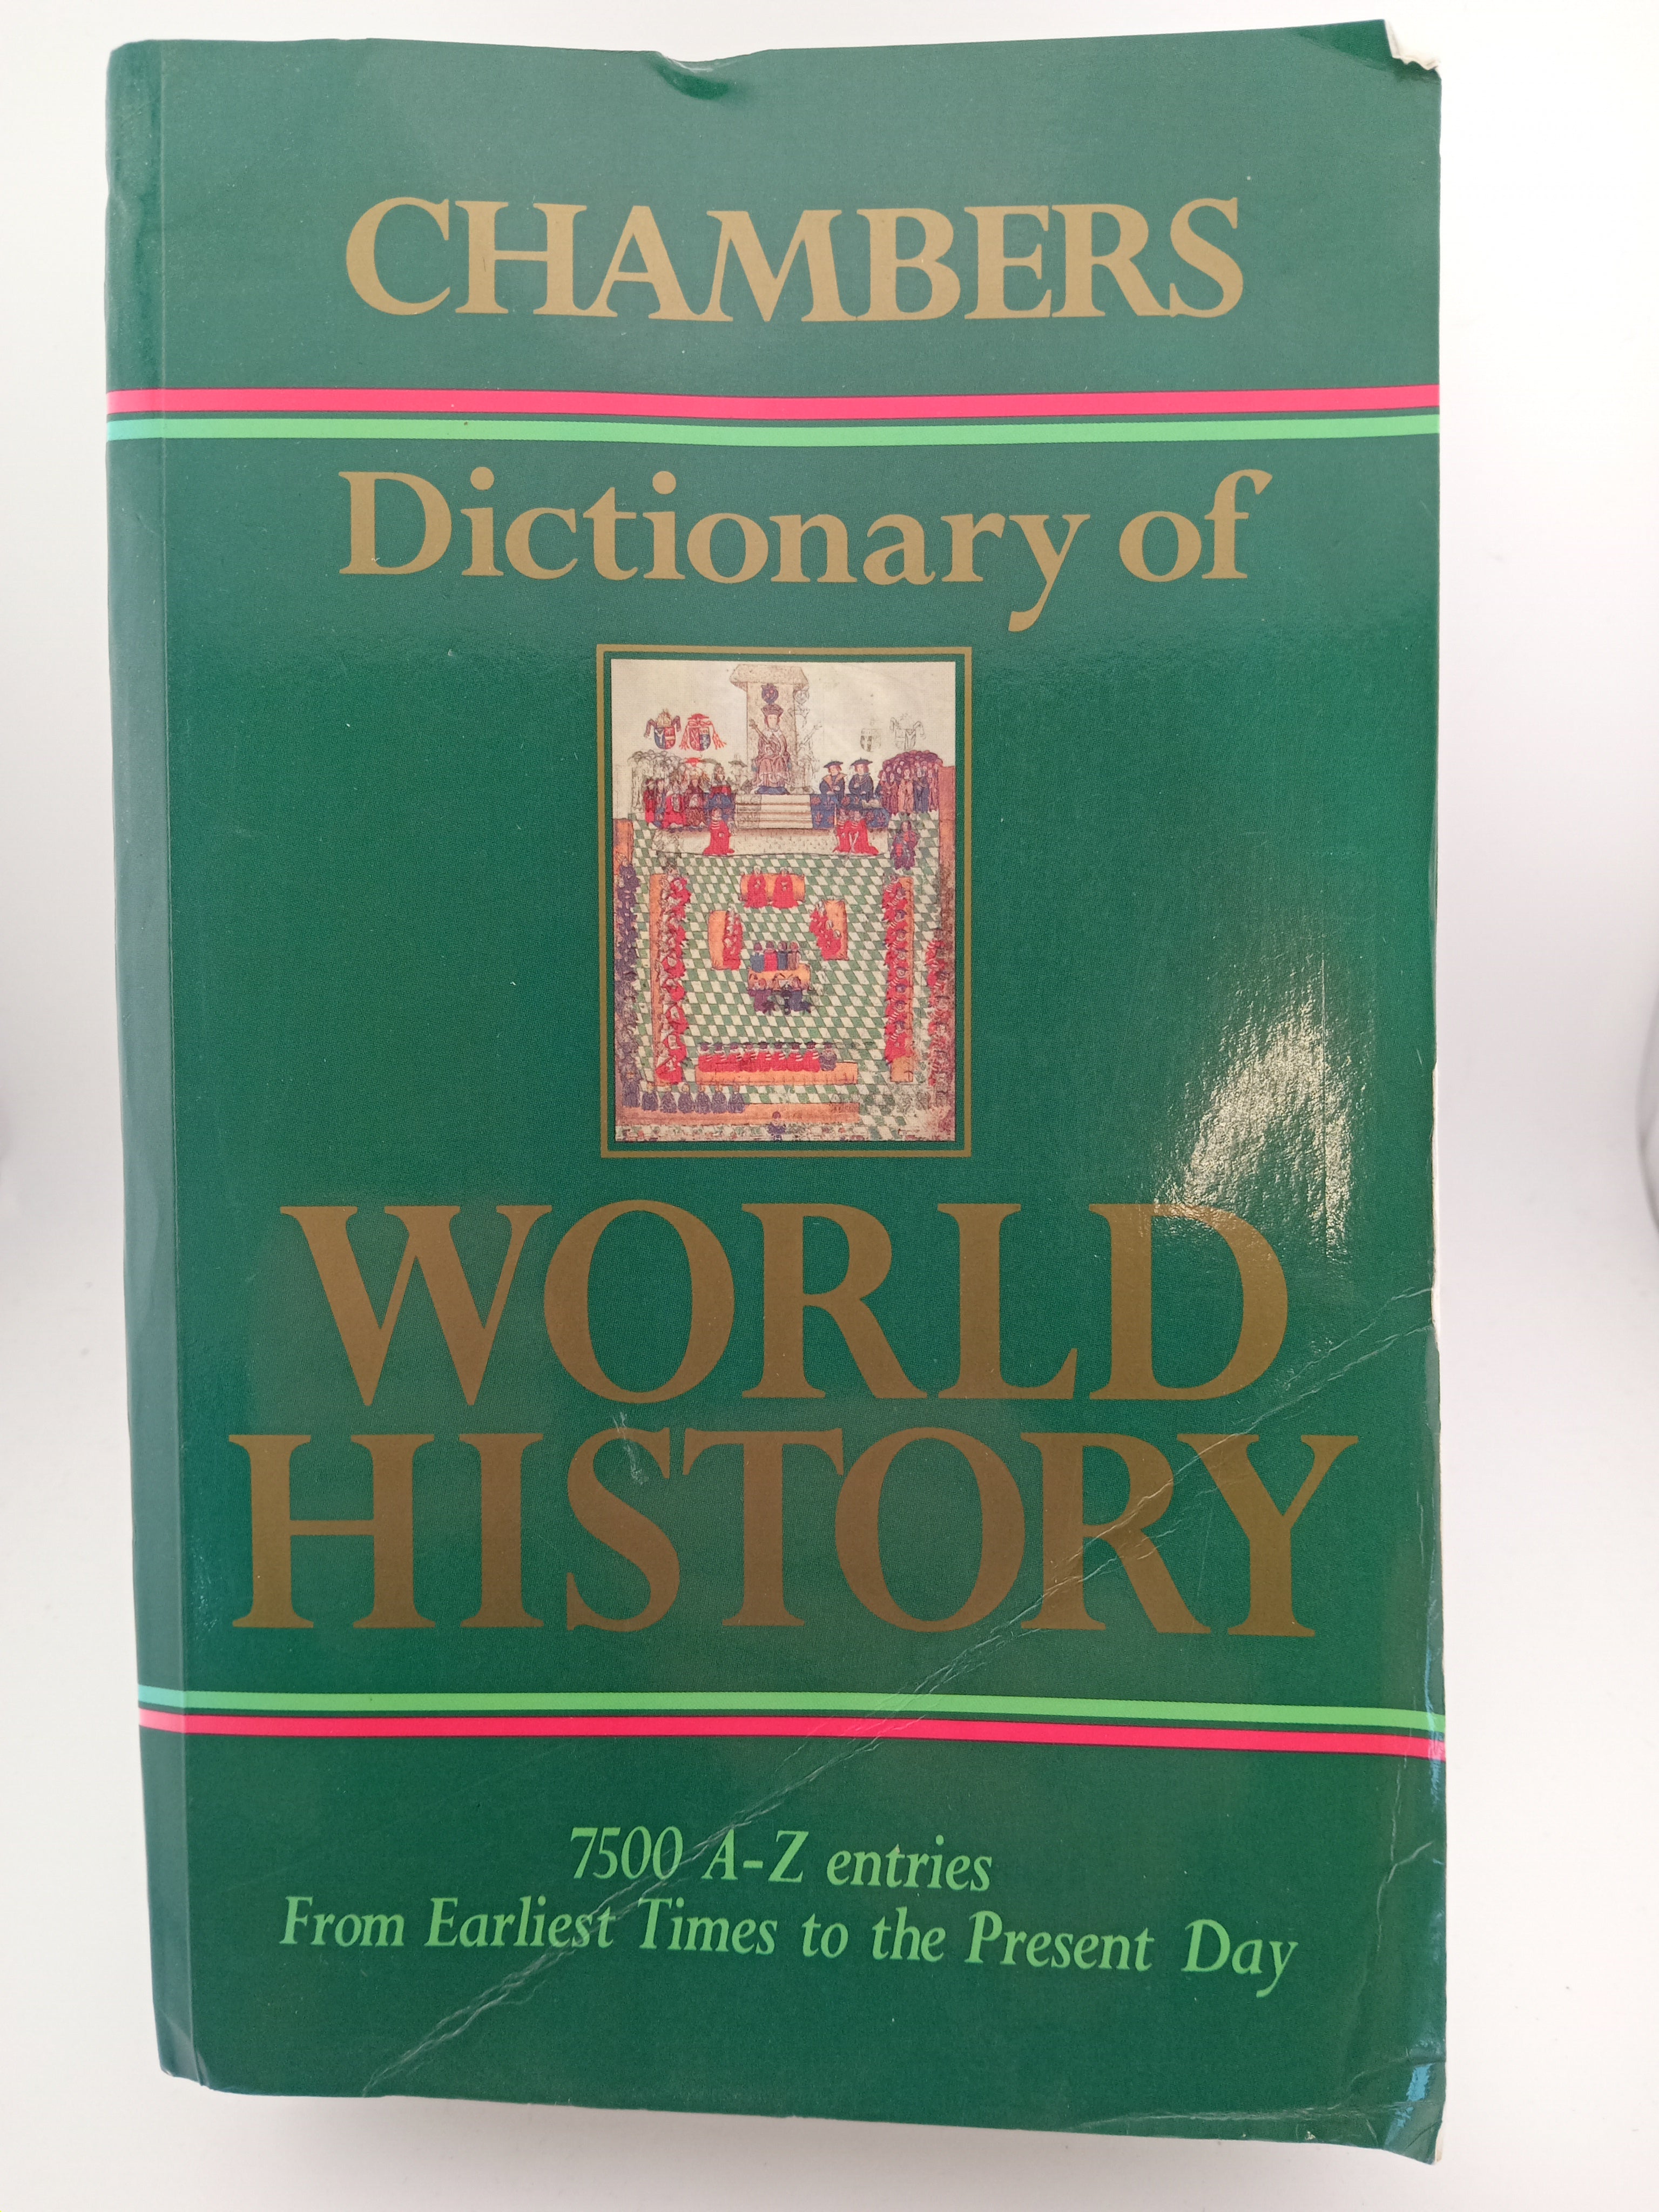 CHAMBERS
Dictionary of
WORLD
HISTORY
7500 A-Z entries
From Earliest Times to the Present Day